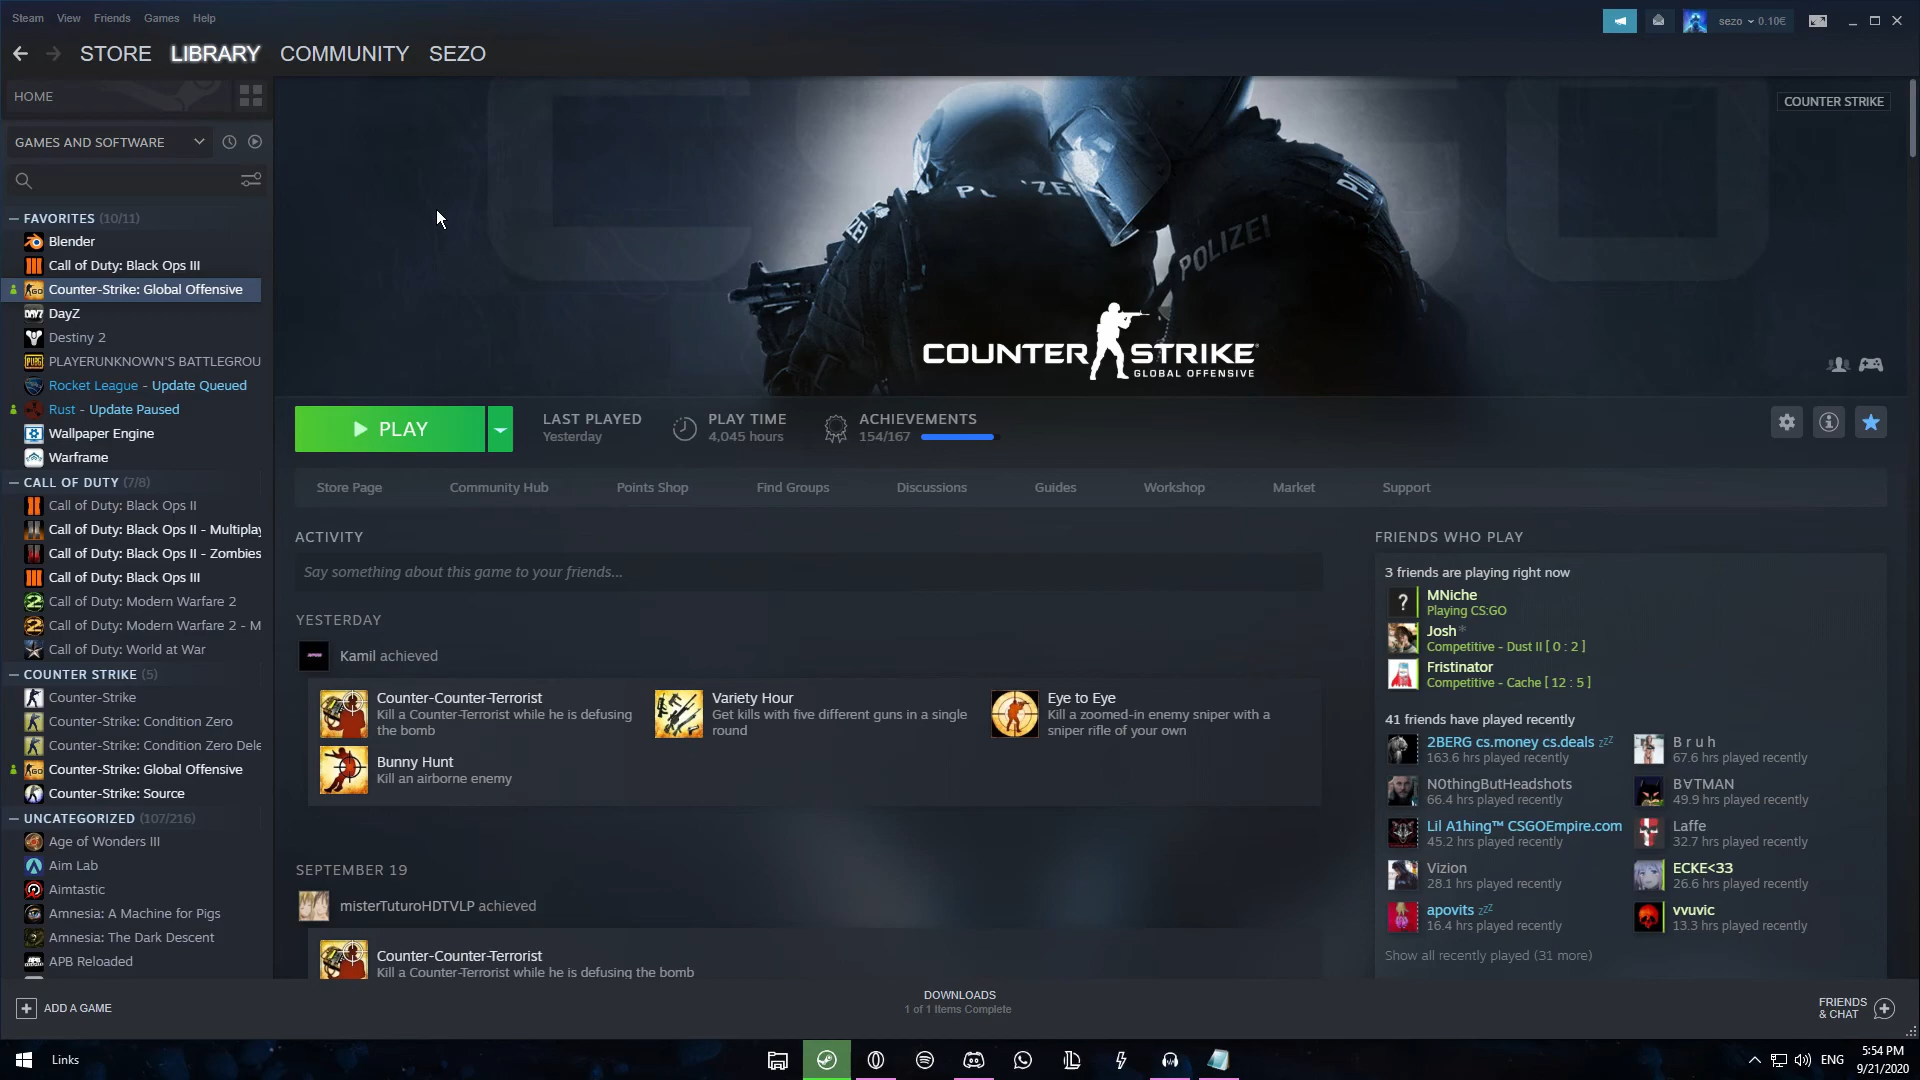 Steam View Friends Games Help
sezo 0.10€
STORE LIBRARY COMMUNITY SEZO
HOME
GAMES AND SOFTWARE
FAVORITES (10/11)
Blender
Call of Duty: Black Ops III
Counter-Strike: Global Offensive
DayZ
Destiny 2
PLAYERUNKNOWN'S BATTLEGROU
Rocket League - Update Queued
Rust - Update Paused
Wallpaper Engine
Warframe
CALL OF DUTY (7/8)
Call of Duty: Black Ops II
Call of Duty: Black Ops II - Multiplay
Call of Duty: Black Ops II - Zombies
Call of Duty: Black Ops III
Call of Duty: Modern Warfare 2
Call of Duty: Modern Warfare 2 - M
Call of Duty: World at War
COUNTER STRIKE (5)
Counter-Strike
Counter-Strike: Condition Zero
Counter-Strike: Condition Zero Dele
Counter-Strike: Global Offensive
Counter-Strike: Source
UNCATEGORIZED (107/216)
Age of Wonders III
Aim Lab
Aimtastic
Amnesia: A Machine for Pigs
Amnesia: The Dark Descent
APB Reloaded
ADD A GAME
COUNTER STRIKE
POLIZEI
COUNTER STRIKE
GLOBAL OFFENSIVE
PLAY
LAST PLAYED
Yesterday
PLAY TIME
4,045 hours
ACHIEVEMENTS
154/167
Store Page Community Hub Points Shop Find Groups Discussions Guides Workshop Market Support
ACTIVITY
Say something about this game to your friends...
YESTERDAY
Kamil achieved
Counter-Counter-Terrorist
Kill a Counter-Terrorist while he is defusing
the bomb
Variety Hour
Get kills with five different guns in a single
round
Eye to Eye
Kill a zoomed-in enemy sniper with a
sniper rifle of your own
Bunny Hunt
Kill an airborne enemy
SEPTEMBER 19
misterTuturoHDTVLP achieved
Counter-Counter-Terrorist
Kill a Counter-Terrorist while he is defusing the bomb
FRIENDS WHO PLAY
3 friends are playing right now
MNiche
Playing CS:GO
Josh*
Competitive - Dust II [ 0 : 2 ]
Fristinator
Competitive - Cache [ 12 : 5 ]
41 friends have played recently
2BERG cs.money cs.deals zzZ
163.6 hrs played recently
B r u h
67.6 hrs played recently
N0thingButHeadshots
66.4 hrs played recently
B∀TMAN
49.9 hrs played recently
Lil A1hing™ CSGOEmpire.com
45.2 hrs played recently
Laffe
32.7 hrs played recently
Vizion
28.1 hrs played recently
ECKE<33
26.6 hrs played recently
apovits zzZ
16.4 hrs played recently
vvuvic
13.3 hrs played recently
Show all recently played (31 more)
DOWNLOADS
1 of 1 Items Complete
FRIENDS
& CHAT
Links
ENG
5:54 PM
9/21/2020